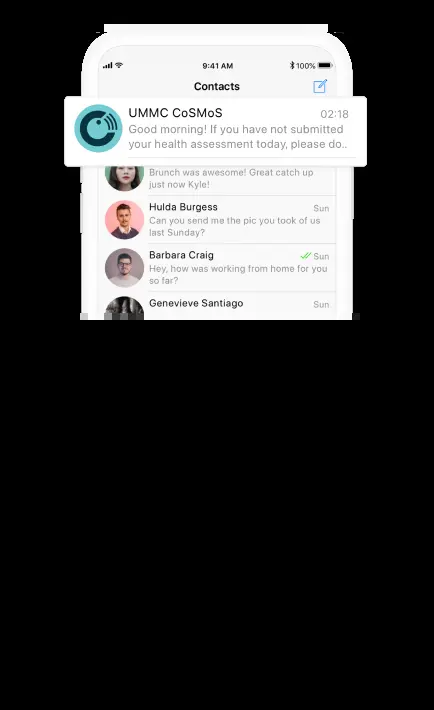 9:41 AM
100%
Contacts
UMMC CoSMoS
02:18
Good morning! If you have not submitted
your health assessment today, please do..
Brunch was awesome! Great catch up
just now Kyle!
Hulda Burgess
Sun
Can you send me the pic you took of us
last Sunday?
Barbara Craig
Sun
Hey, how was working from home for you
so far?
Genevieve Santiago
Sun